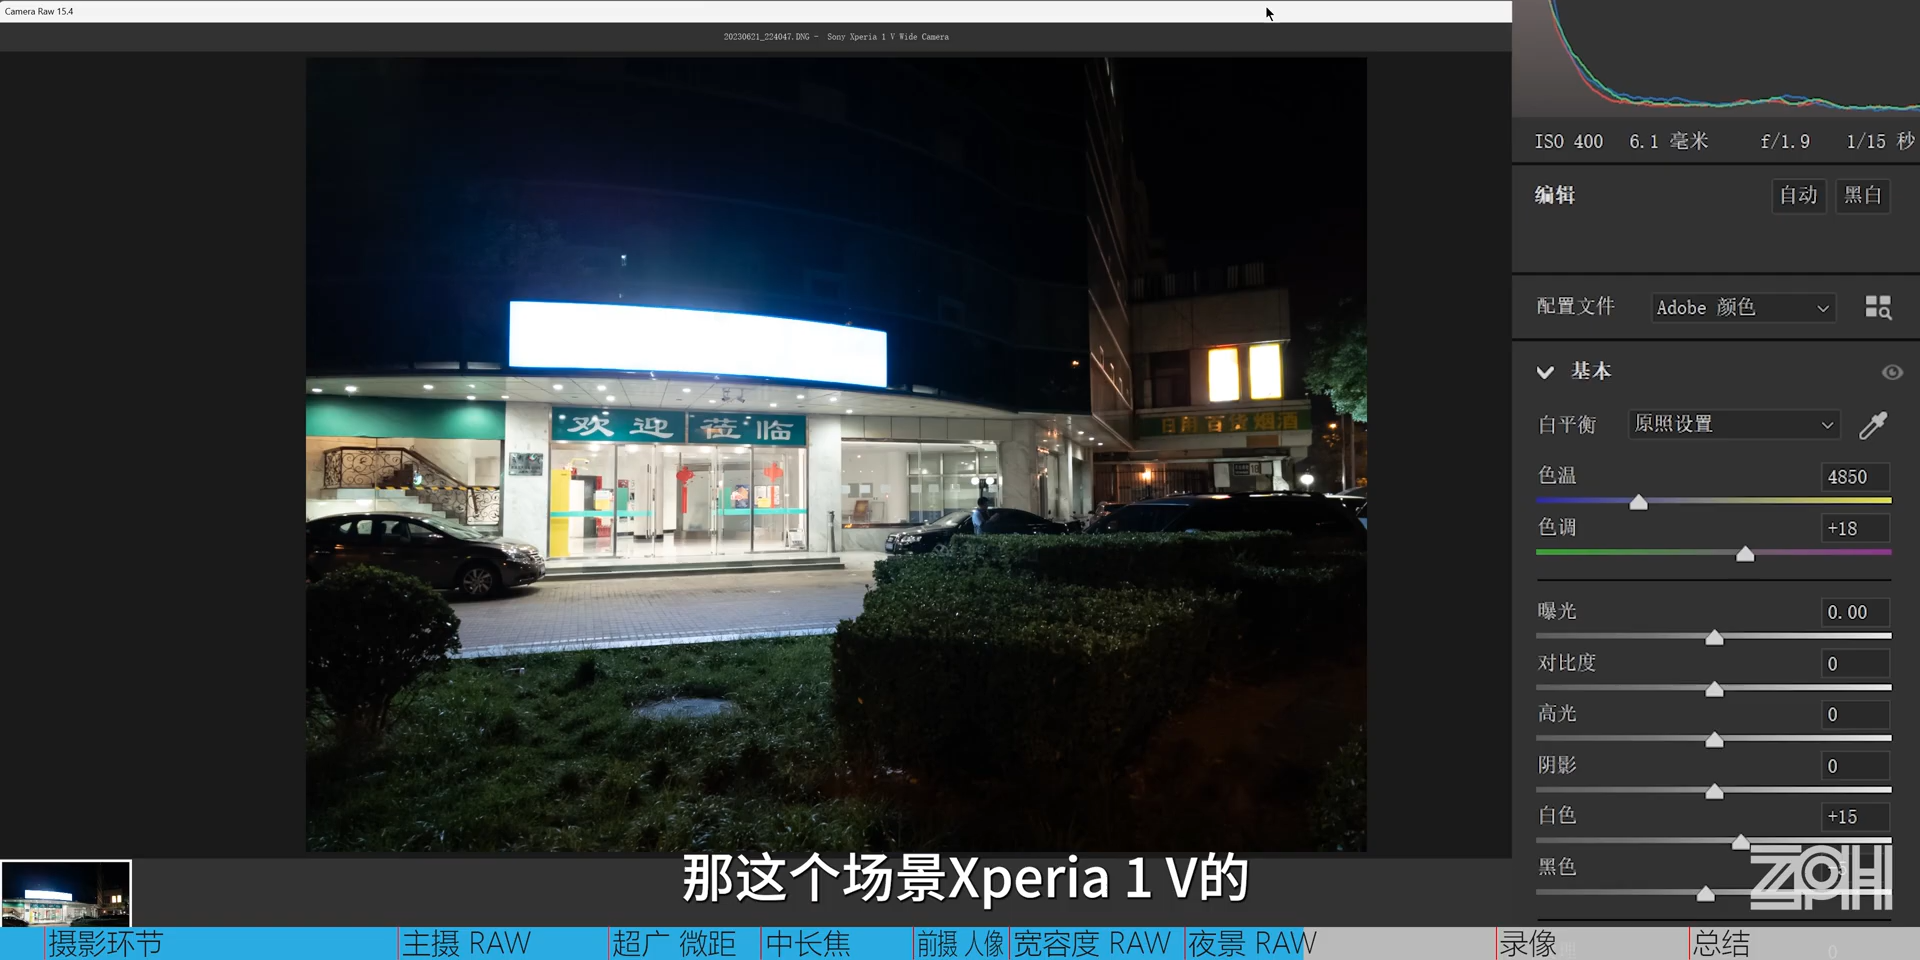 Camera Raw 15.4
20230621_224047.DNG - Sony Xperia 1 V Wide Camera
ISO 400 6.1 毫米 f/1.9 1/15 秒
编辑 自动 黑白
配置文件 Adobe 颜色
基本
白平衡 原照设置
色温 4850
色调 +18
曝光 0.00
对比度 0
高光 0
阴影 0
白色 +15
黑色
欢迎莅临
日用百货烟酒
那这个场景Xperia 1 V的
摄影环节 主摄 RAW 超广 微距 中长焦 前摄 人像 宽容度 RAW 夜景 RAW 录像 总结